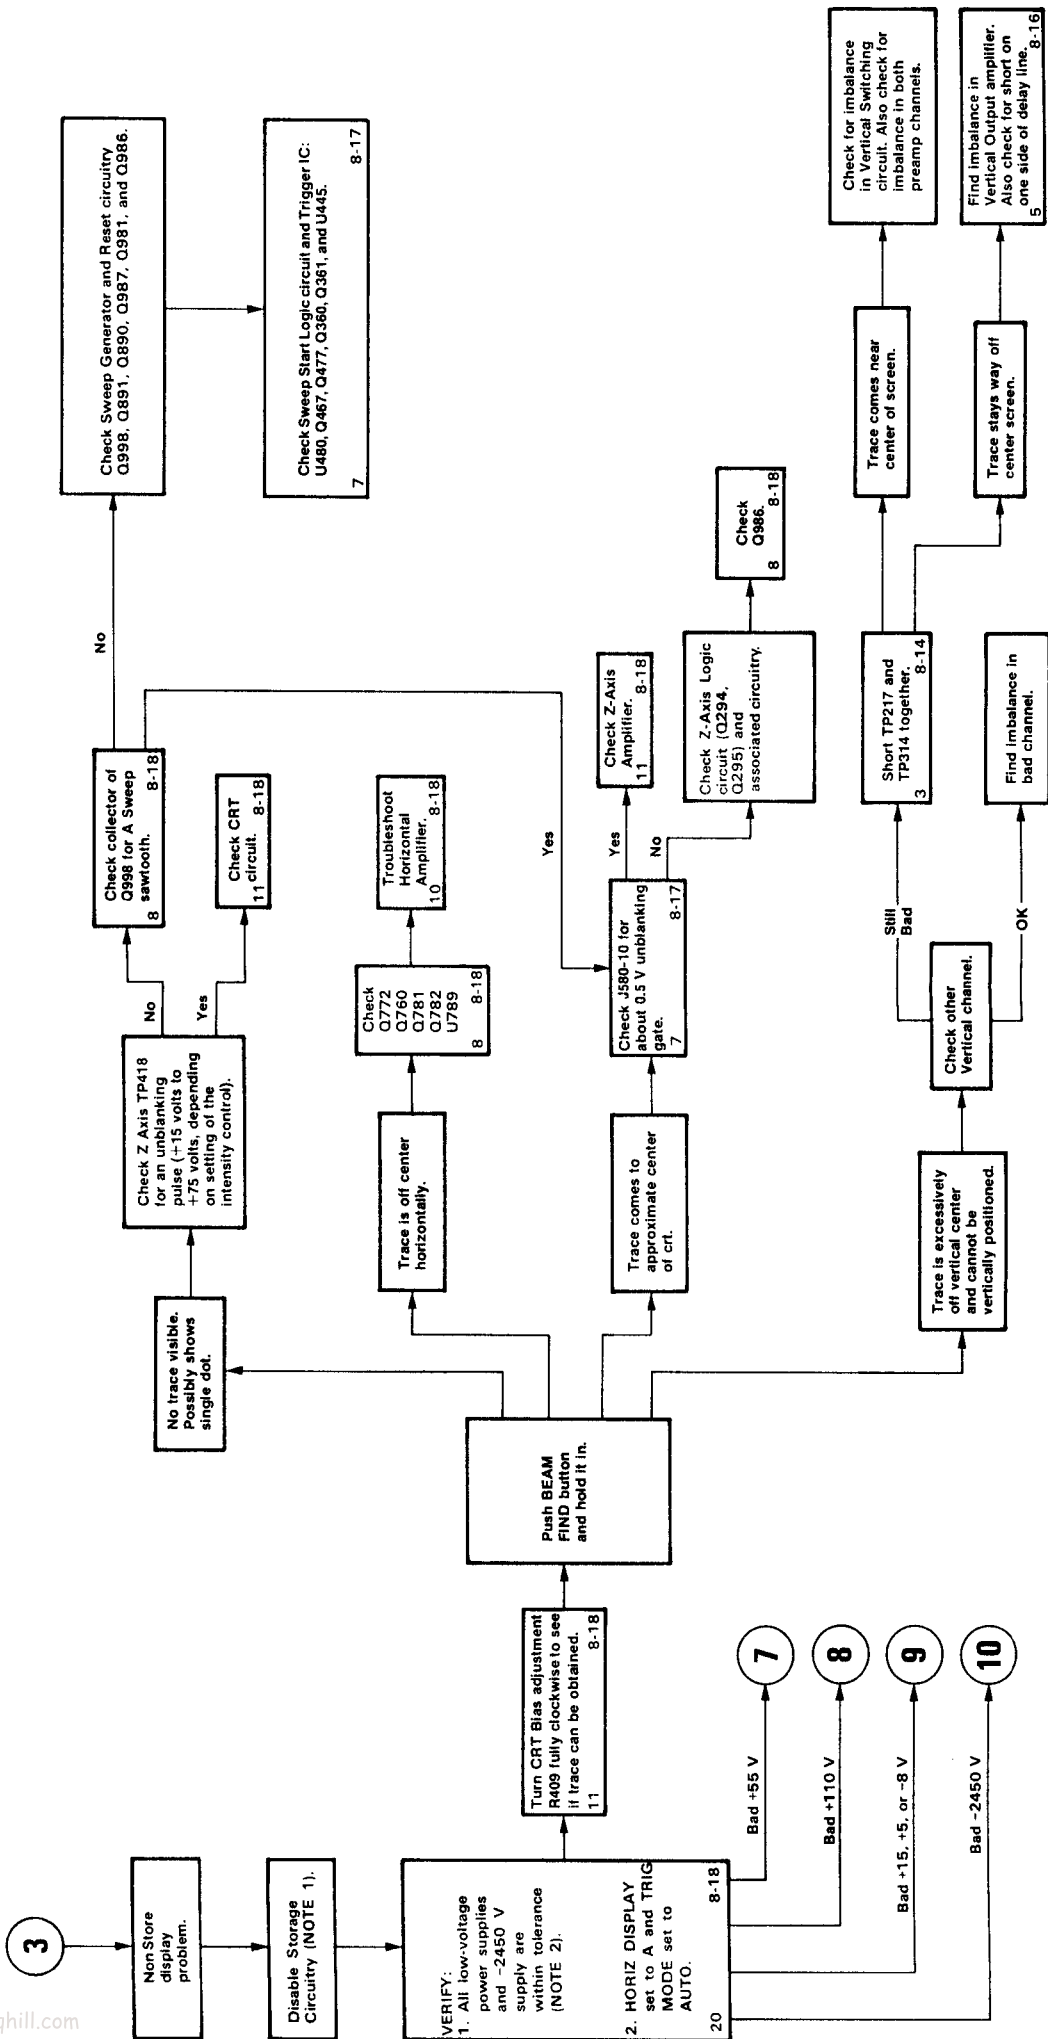 3
Non Store
display
problem.
Disable Storage
Circuitry (NOTE 1).
VERIFY:
1. All low-voltage
power supplies
and -2450 V
supply are
within tolerance
(NOTE 2).
2. HORIZ DISPLAY
set to A and TRIG
MODE set to
AUTO.
20 8-18
Bad +55 V
7
Bad +110 V
8
Bad +15, +5, or -8 V
9
Bad -2450 V
10
Turn CRT Bias adjustment
R409 fully clockwise to see
if trace can be obtained.
11 8-18
Push BEAM
FIND button
and hold it in.
No trace visible.
Possibly shows
single dot.
Check Z Axis TP418
for an unblanking
pulse (+15 volts to
+75 volts, depending
on setting of the
intensity control).
No
Yes
Check collector of
Q998 for A Sweep
sawtooth.
8 8-18
Check CRT
circuit.
11 8-18
No
Check Sweep Generator and Reset circuitry
Q998, Q891, Q890, Q987, Q981, and Q986.
Check Sweep Start Logic circuit and Trigger IC:
U480, Q467, Q477, Q360, Q361, and U445.
7 8-17
Yes
Trace is off center
horizontally.
Check
Q772
Q760
Q781
Q782
U789
8 8-18
Troubleshoot
Horizontal
Amplifier.
10 8-18
Trace comes to
approximate center
of crt.
Check J580-10 for
about 0.5 V unblanking
gate.
7 8-17
Yes
No
Check Z-Axis
Amplifier.
11 8-18
Check Z-Axis Logic
circuit (Q294,
Q295) and
associated circuitry.
Check
Q986.
8 8-18
Trace is excessively
off vertical center
and cannot be
vertically positioned.
Check other
Vertical channel.
Still
Bad
OK
Short TP217 and
TP314 together.
3 8-14
Find imbalance in
bad channel.
Trace comes near
center of screen.
Trace stays way off
center screen.
Check for imbalance
in Vertical Switching
circuit. Also check for
imbalance in both
preamp channels.
Find imbalance in
Vertical Output amplifier.
Also check for short on
one side of delay line.
5 8-16
qhill.com